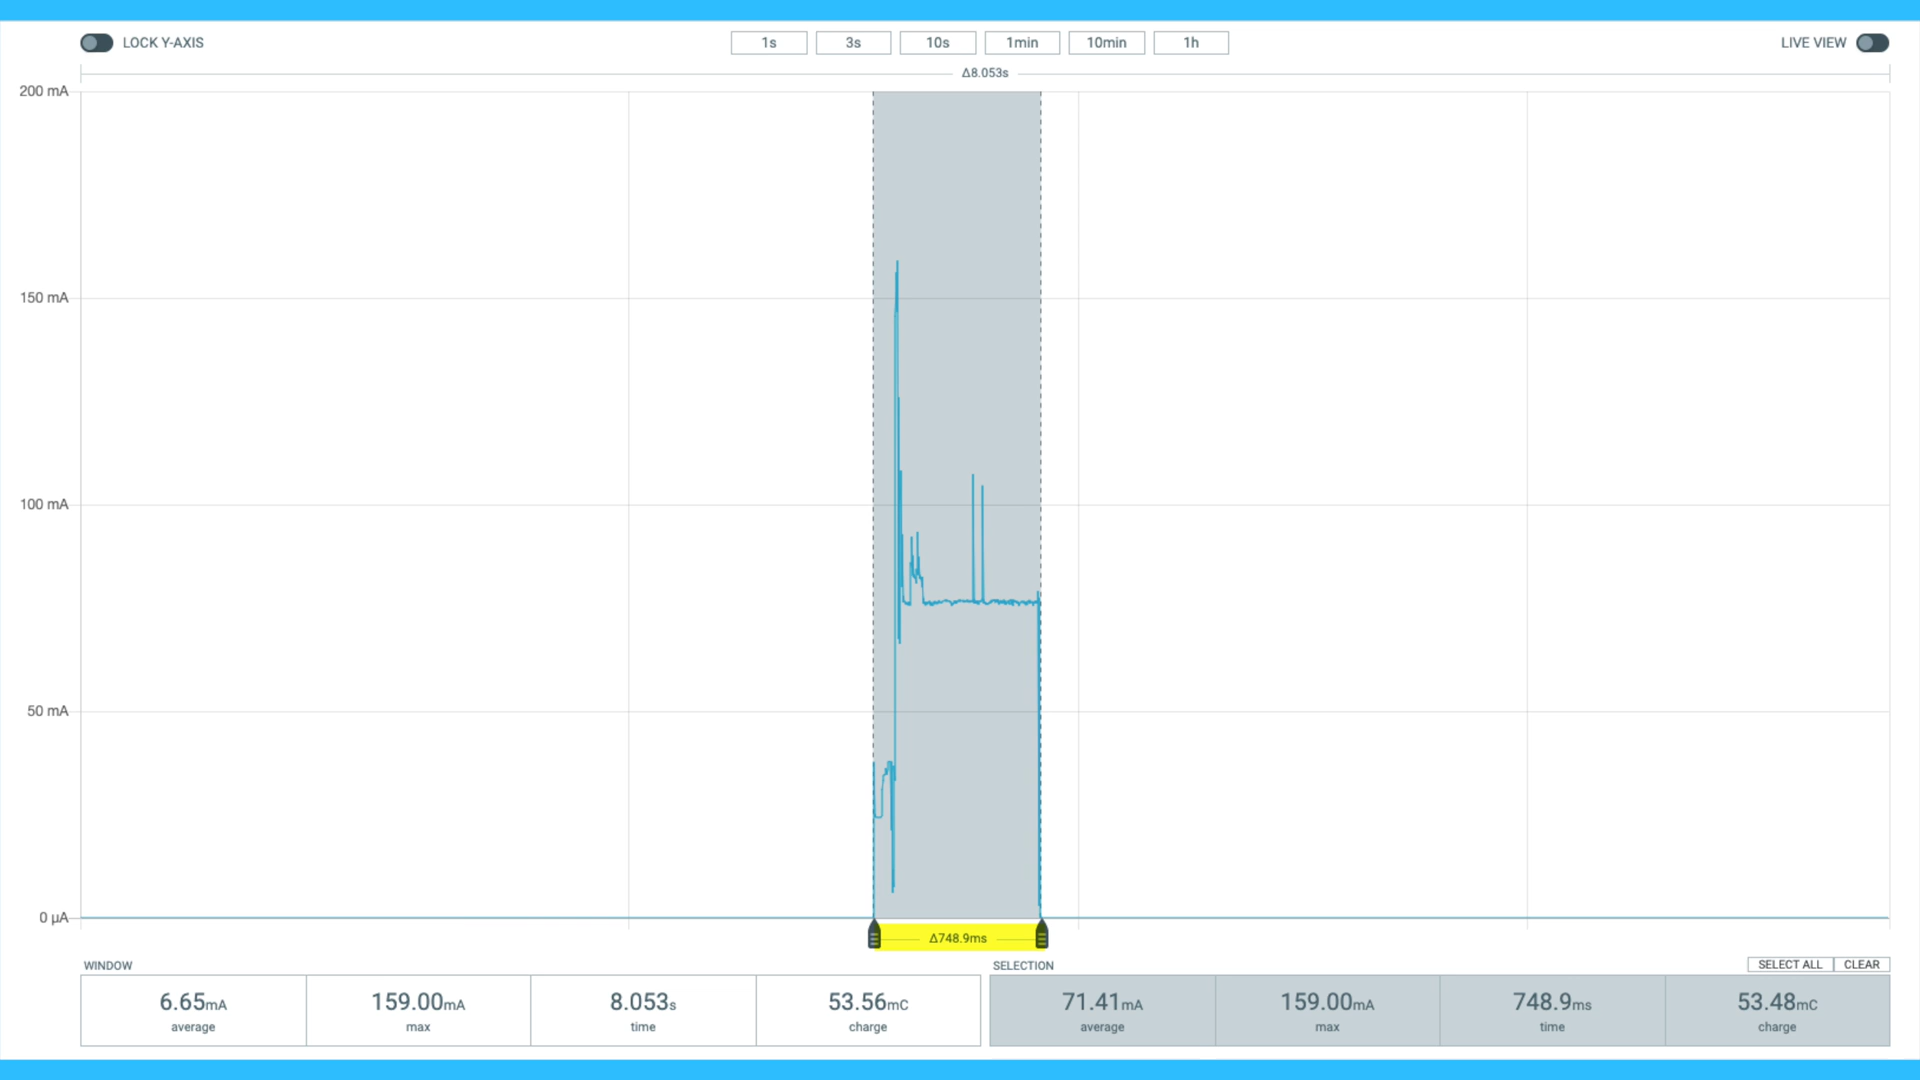 LOCK Y-AXIS 1s 3s 10s 1min 10min 1h LIVE VIEW
Δ8.053s
200 mA
150 mA
100 mA
50 mA
0 μA
Δ748.9ms
WINDOW SELECTION SELECT ALL CLEAR
6.65mA 159.00mA 8.053s 53.56mC 71.41mA 159.00mA 748.9ms 53.48mC
average max time charge average max time charge